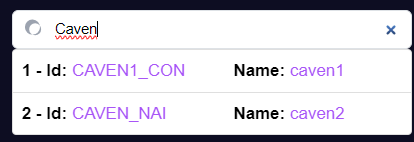 Caven
1 - Id: CAVEN1_CON Name: caven1
2 - Id: CAVEN_NAI Name: caven2